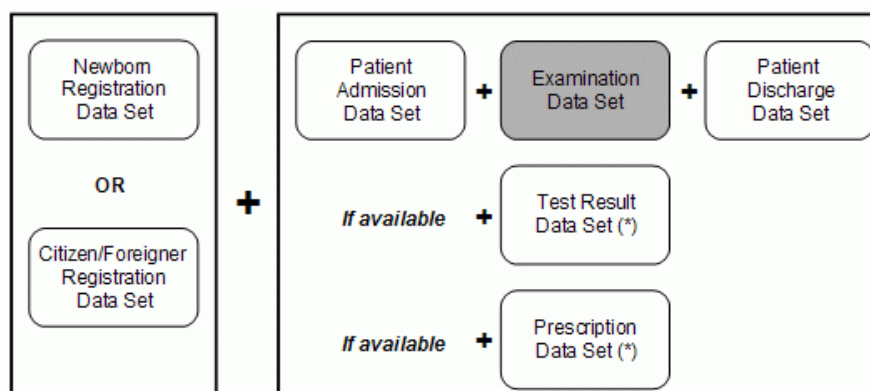 Newborn
Registration
Data Set
OR
Citizen/Foreigner
Registration
Data Set
+
Patient
Admission
Data Set
+
Examination
Data Set
+
Patient
Discharge
Data Set
If available
+
Test Result
Data Set (*)
If available
+
Prescription
Data Set (*)